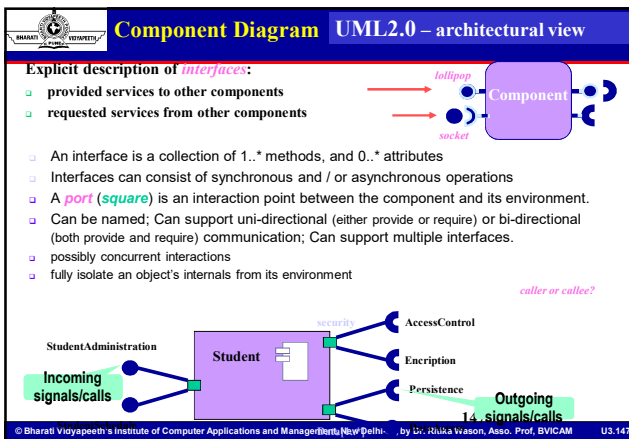 BHARATI VIDYAPEETH
PUNE
Component Diagram UML2.0 – architectural view
Explicit description of interfaces:
provided services to other components
requested services from other components
lollipop
Component
socket
An interface is a collection of 1..* methods, and 0..* attributes
Interfaces can consist of synchronous and / or asynchronous operations
A port (square) is an interaction point between the component and its environment.
Can be named; Can support uni-directional (either provide or require) or bi-directional
(both provide and require) communication; Can support multiple interfaces.
possibly concurrent interactions
fully isolate an object's internals from its environment
caller or callee?
security
AccessControl
StudentAdministration
Student
Encription
Incoming
signals/calls
Persistence
Outgoing
signals/calls
14
© Bharati Vidyapeeth's Institute of Computer Applications and Management, New Delhi- , by Dr. Ritika Wason, Asso. Prof, BVICAM U3.147